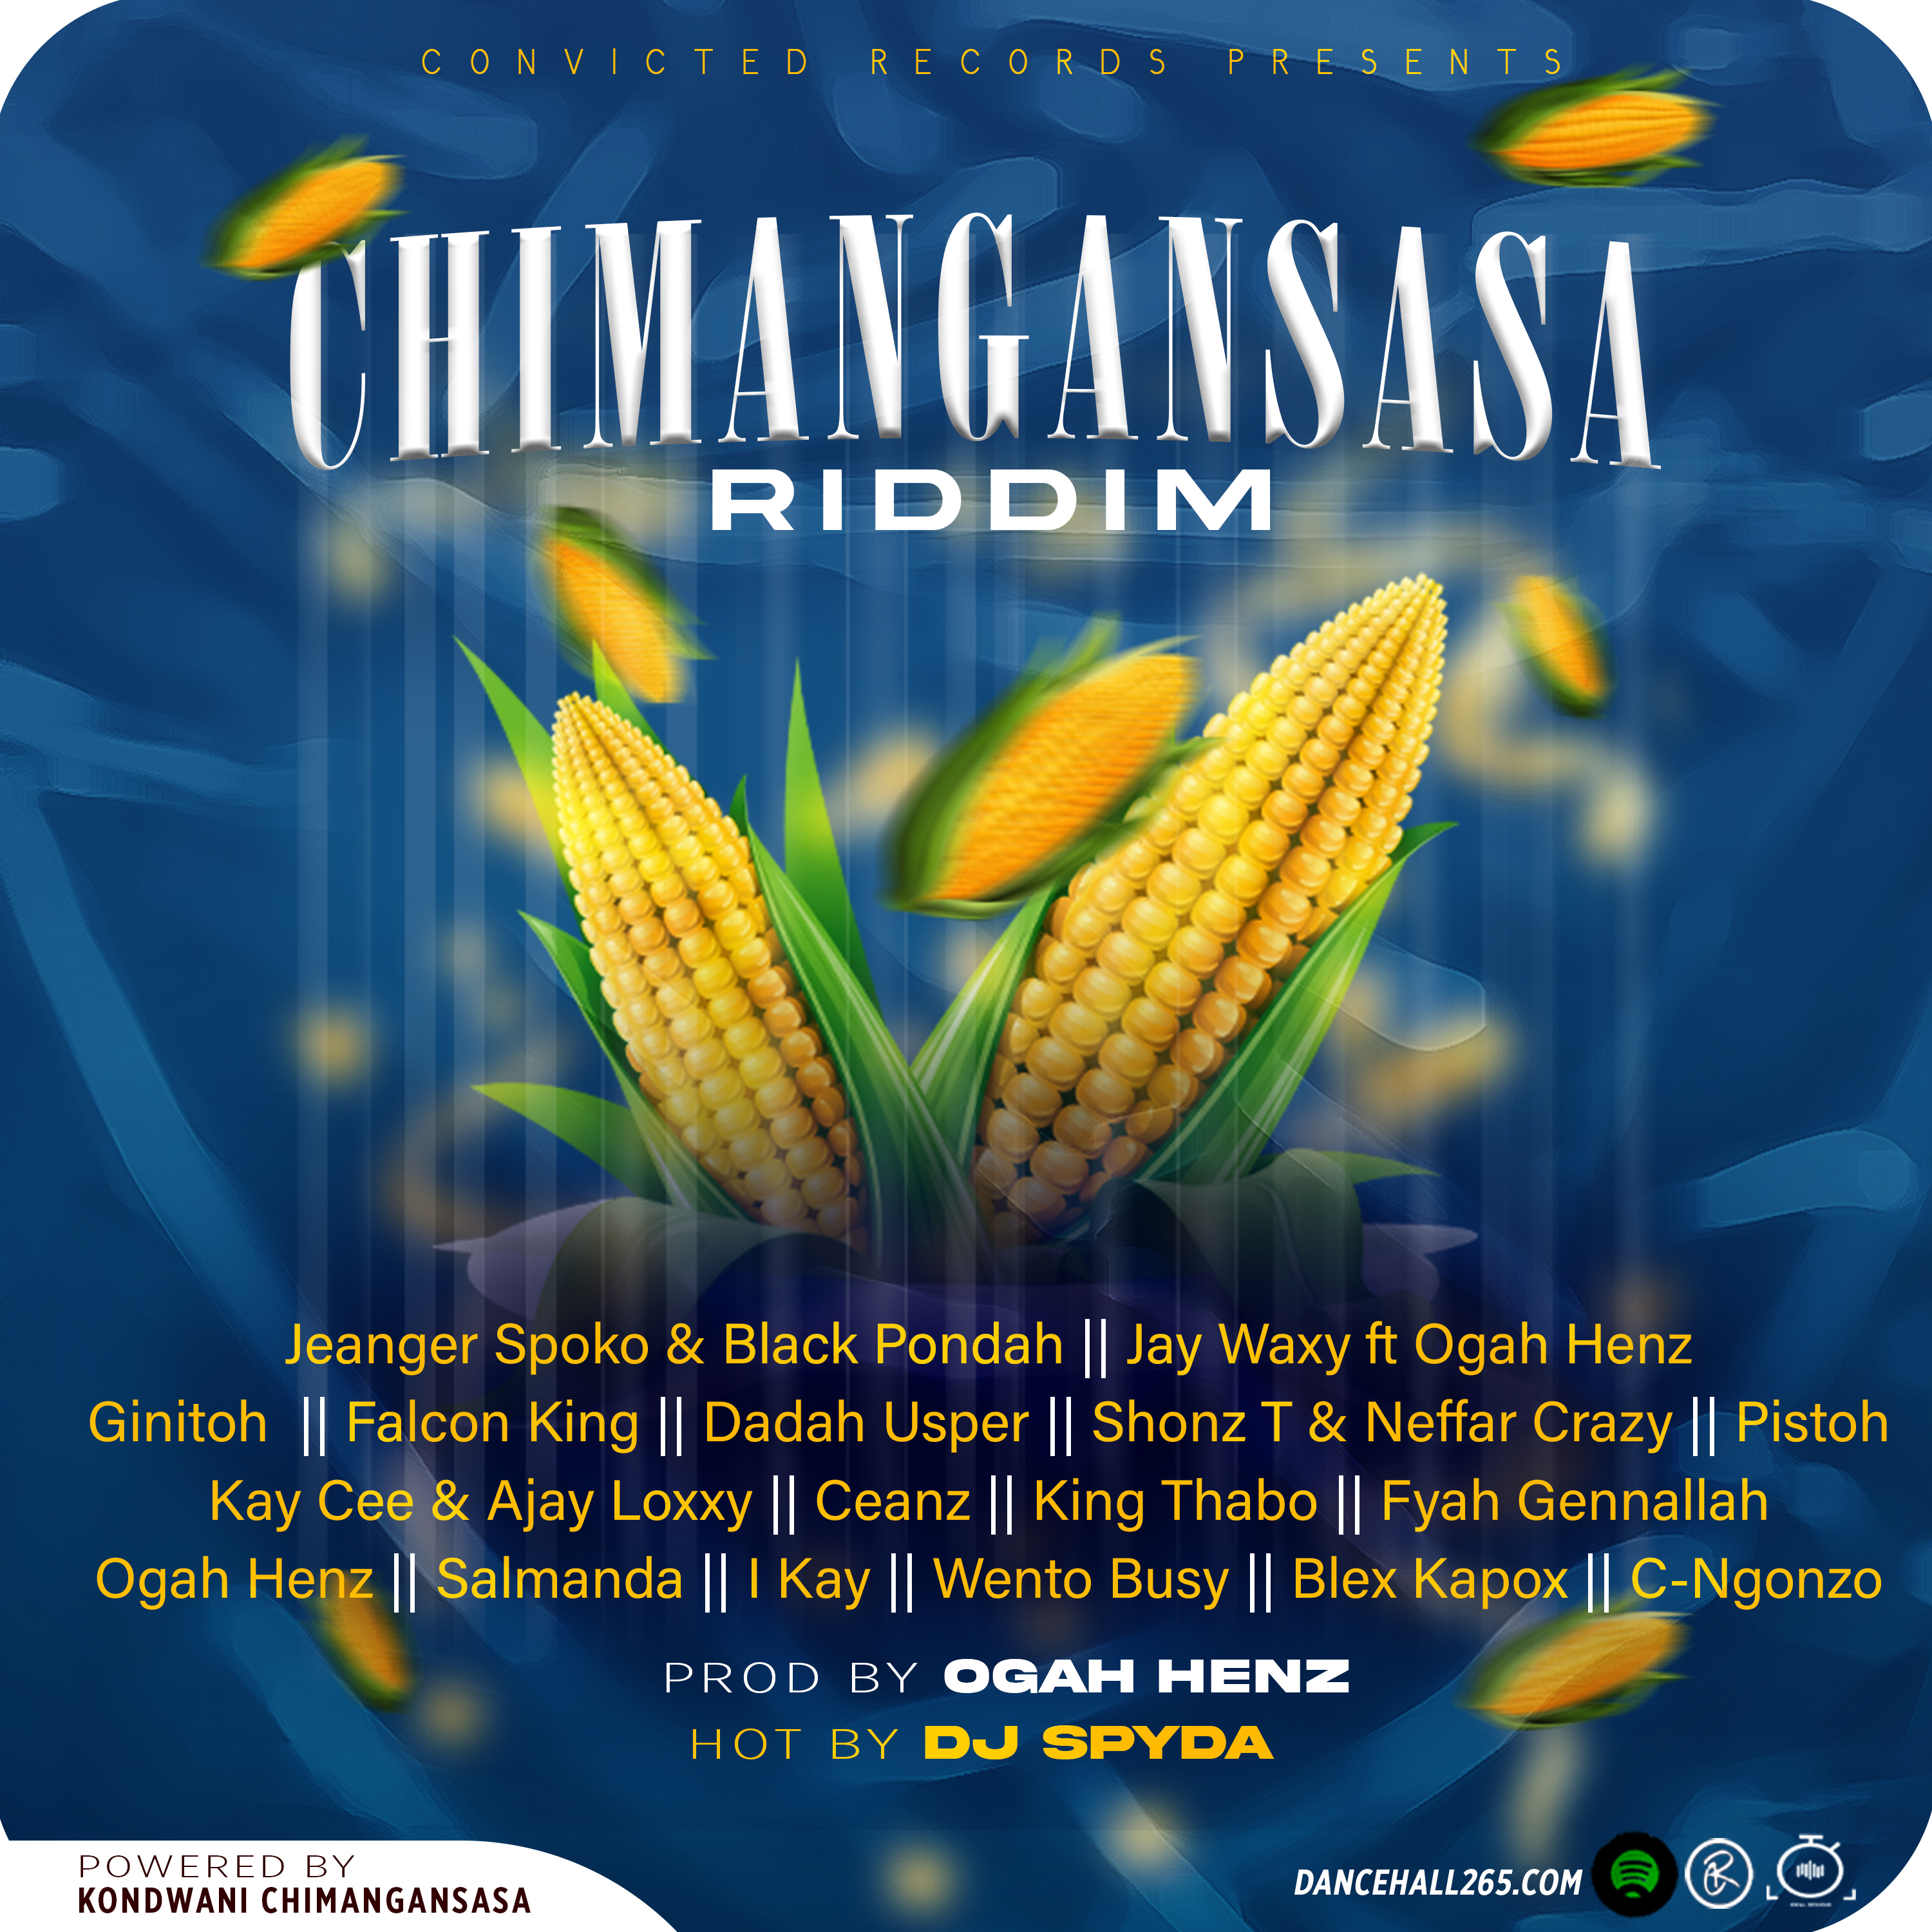 CONVICTED RECORDS PRESENTS
CHIMANGANSASA
RIDDIM
Jeanger Spoko & Black Pondah || Jay Waxy ft Ogah Henz
Ginitoh || Falcon King || Dadah Usper || Shonz T & Neffar Crazy || Pistoh
Kay Cee & Ajay Loxxy || Ceanz || King Thabo || Fyah Gennallah
Ogah Henz || Salmanda || I Kay || Wento Busy || Blex Kapox || C-Ngonzo
PROD BY OGAH HENZ
HOT BY DJ SPYDA
POWERED BY
KONDWANI CHIMANGANSASA
DANCEHALL265.COM